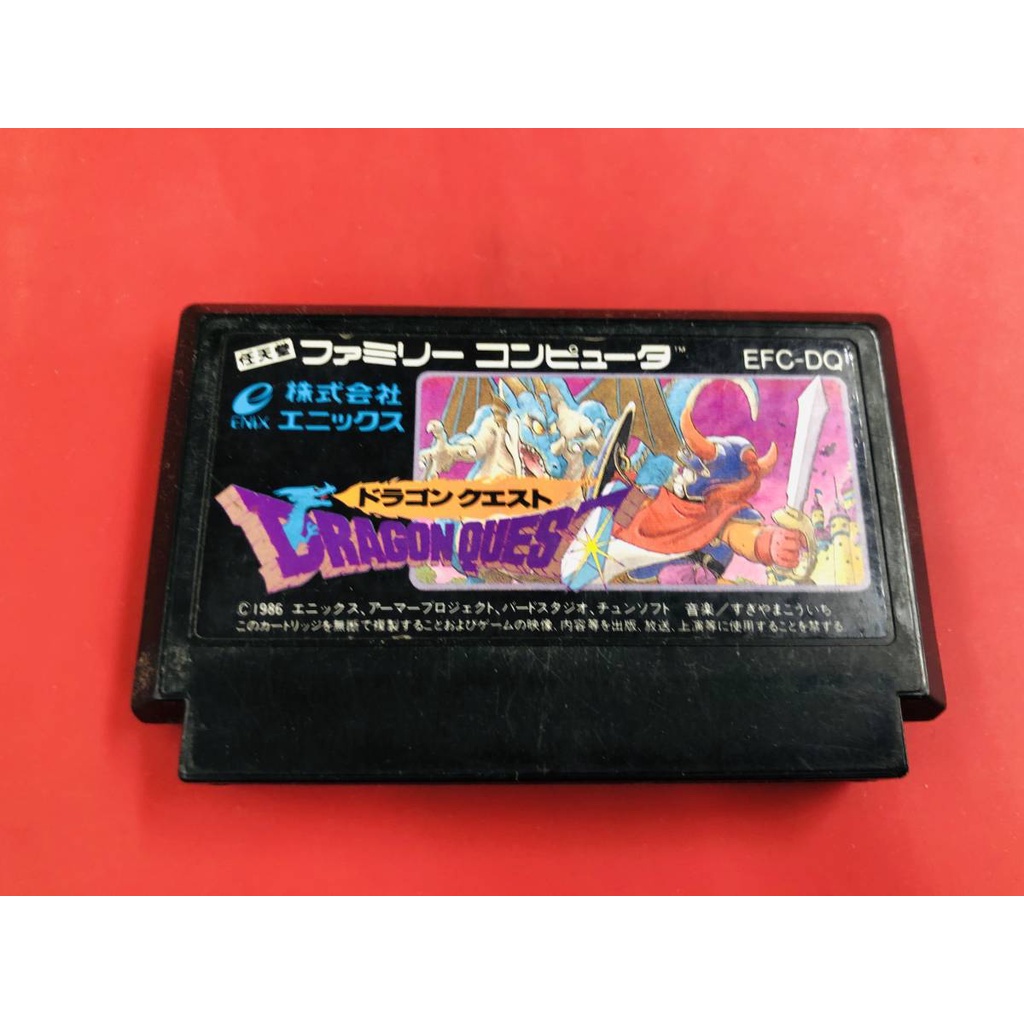 任天堂 ファミリー コンピュータ™ EFC-DQ
ENIX 株式会社 エニックス
ドラゴンクエスト
DRAGON QUEST
©1986 エニックス、アーマープロジェクト、バードスタジオ、チュンソフト 音楽／すぎやまこういち
このカートリッジを無断で複製することおよびゲームの映像、内容等を出版、放送、上演等に使用することを禁ずる